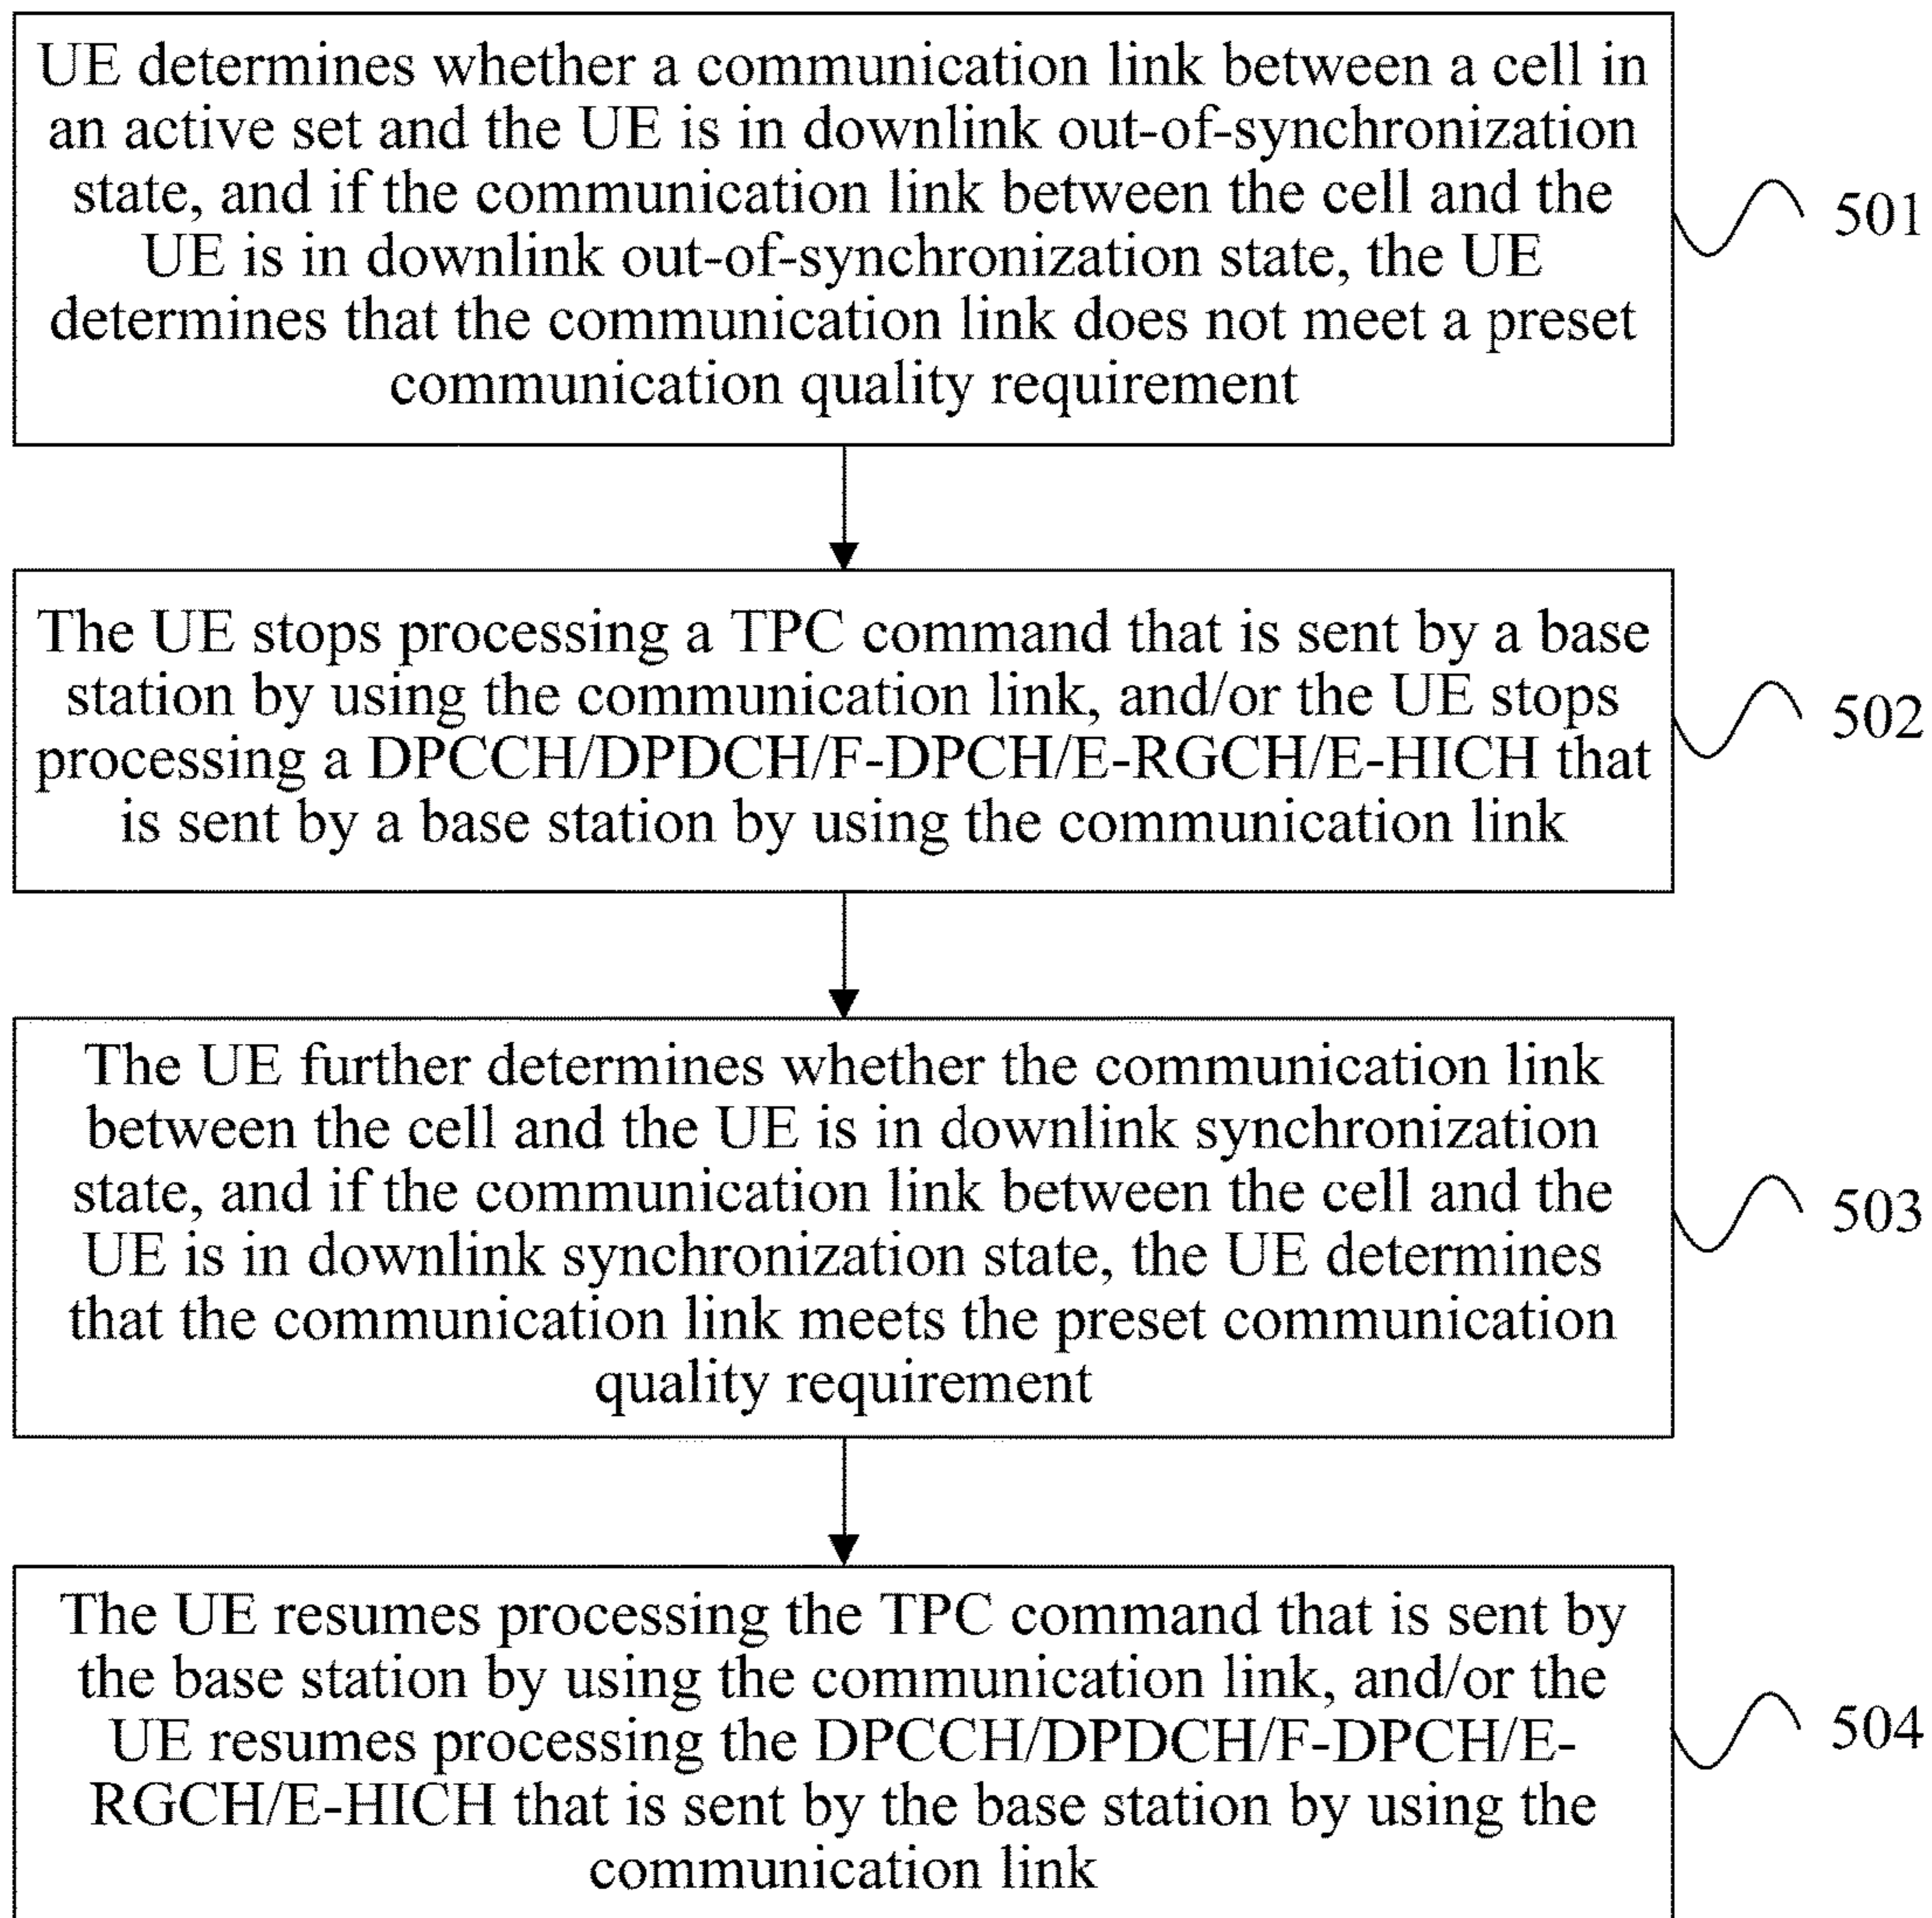 UE determines whether a communication link between a cell in
an active set and the UE is in downlink out-of-synchronization
state, and if the communication link between the cell and the
UE is in downlink out-of-synchronization state, the UE
determines that the communication link does not meet a preset
communication quality requirement
501
The UE stops processing a TPC command that is sent by a base
station by using the communication link, and/or the UE stops
processing a DPCCH/DPDCH/F-DPCH/E-RGCH/E-HICH that
is sent by a base station by using the communication link
502
The UE further determines whether the communication link
between the cell and the UE is in downlink synchronization
state, and if the communication link between the cell and the
UE is in downlink synchronization state, the UE determines
that the communication link meets the preset communication
quality requirement
503
The UE resumes processing the TPC command that is sent by
the base station by using the communication link, and/or the
UE resumes processing the DPCCH/DPDCH/F-DPCH/E-
RGCH/E-HICH that is sent by the base station by using the
communication link
504